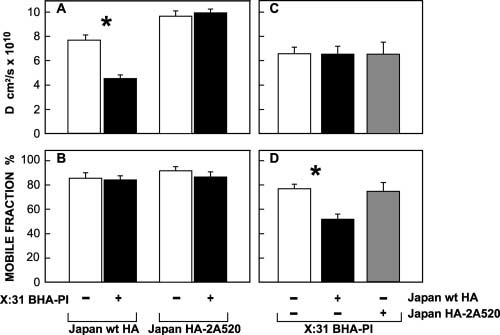 A
*
C
D cm²/s x 10¹⁰
10
8
6
4
2
0
B
D
*
MOBILE FRACTION %
100
80
60
40
20
0
X:31 BHA-PI − + − + − + − Japan wt HA
− − + Japan HA-2A520
Japan wt HA Japan HA-2A520 X:31 BHA-PI